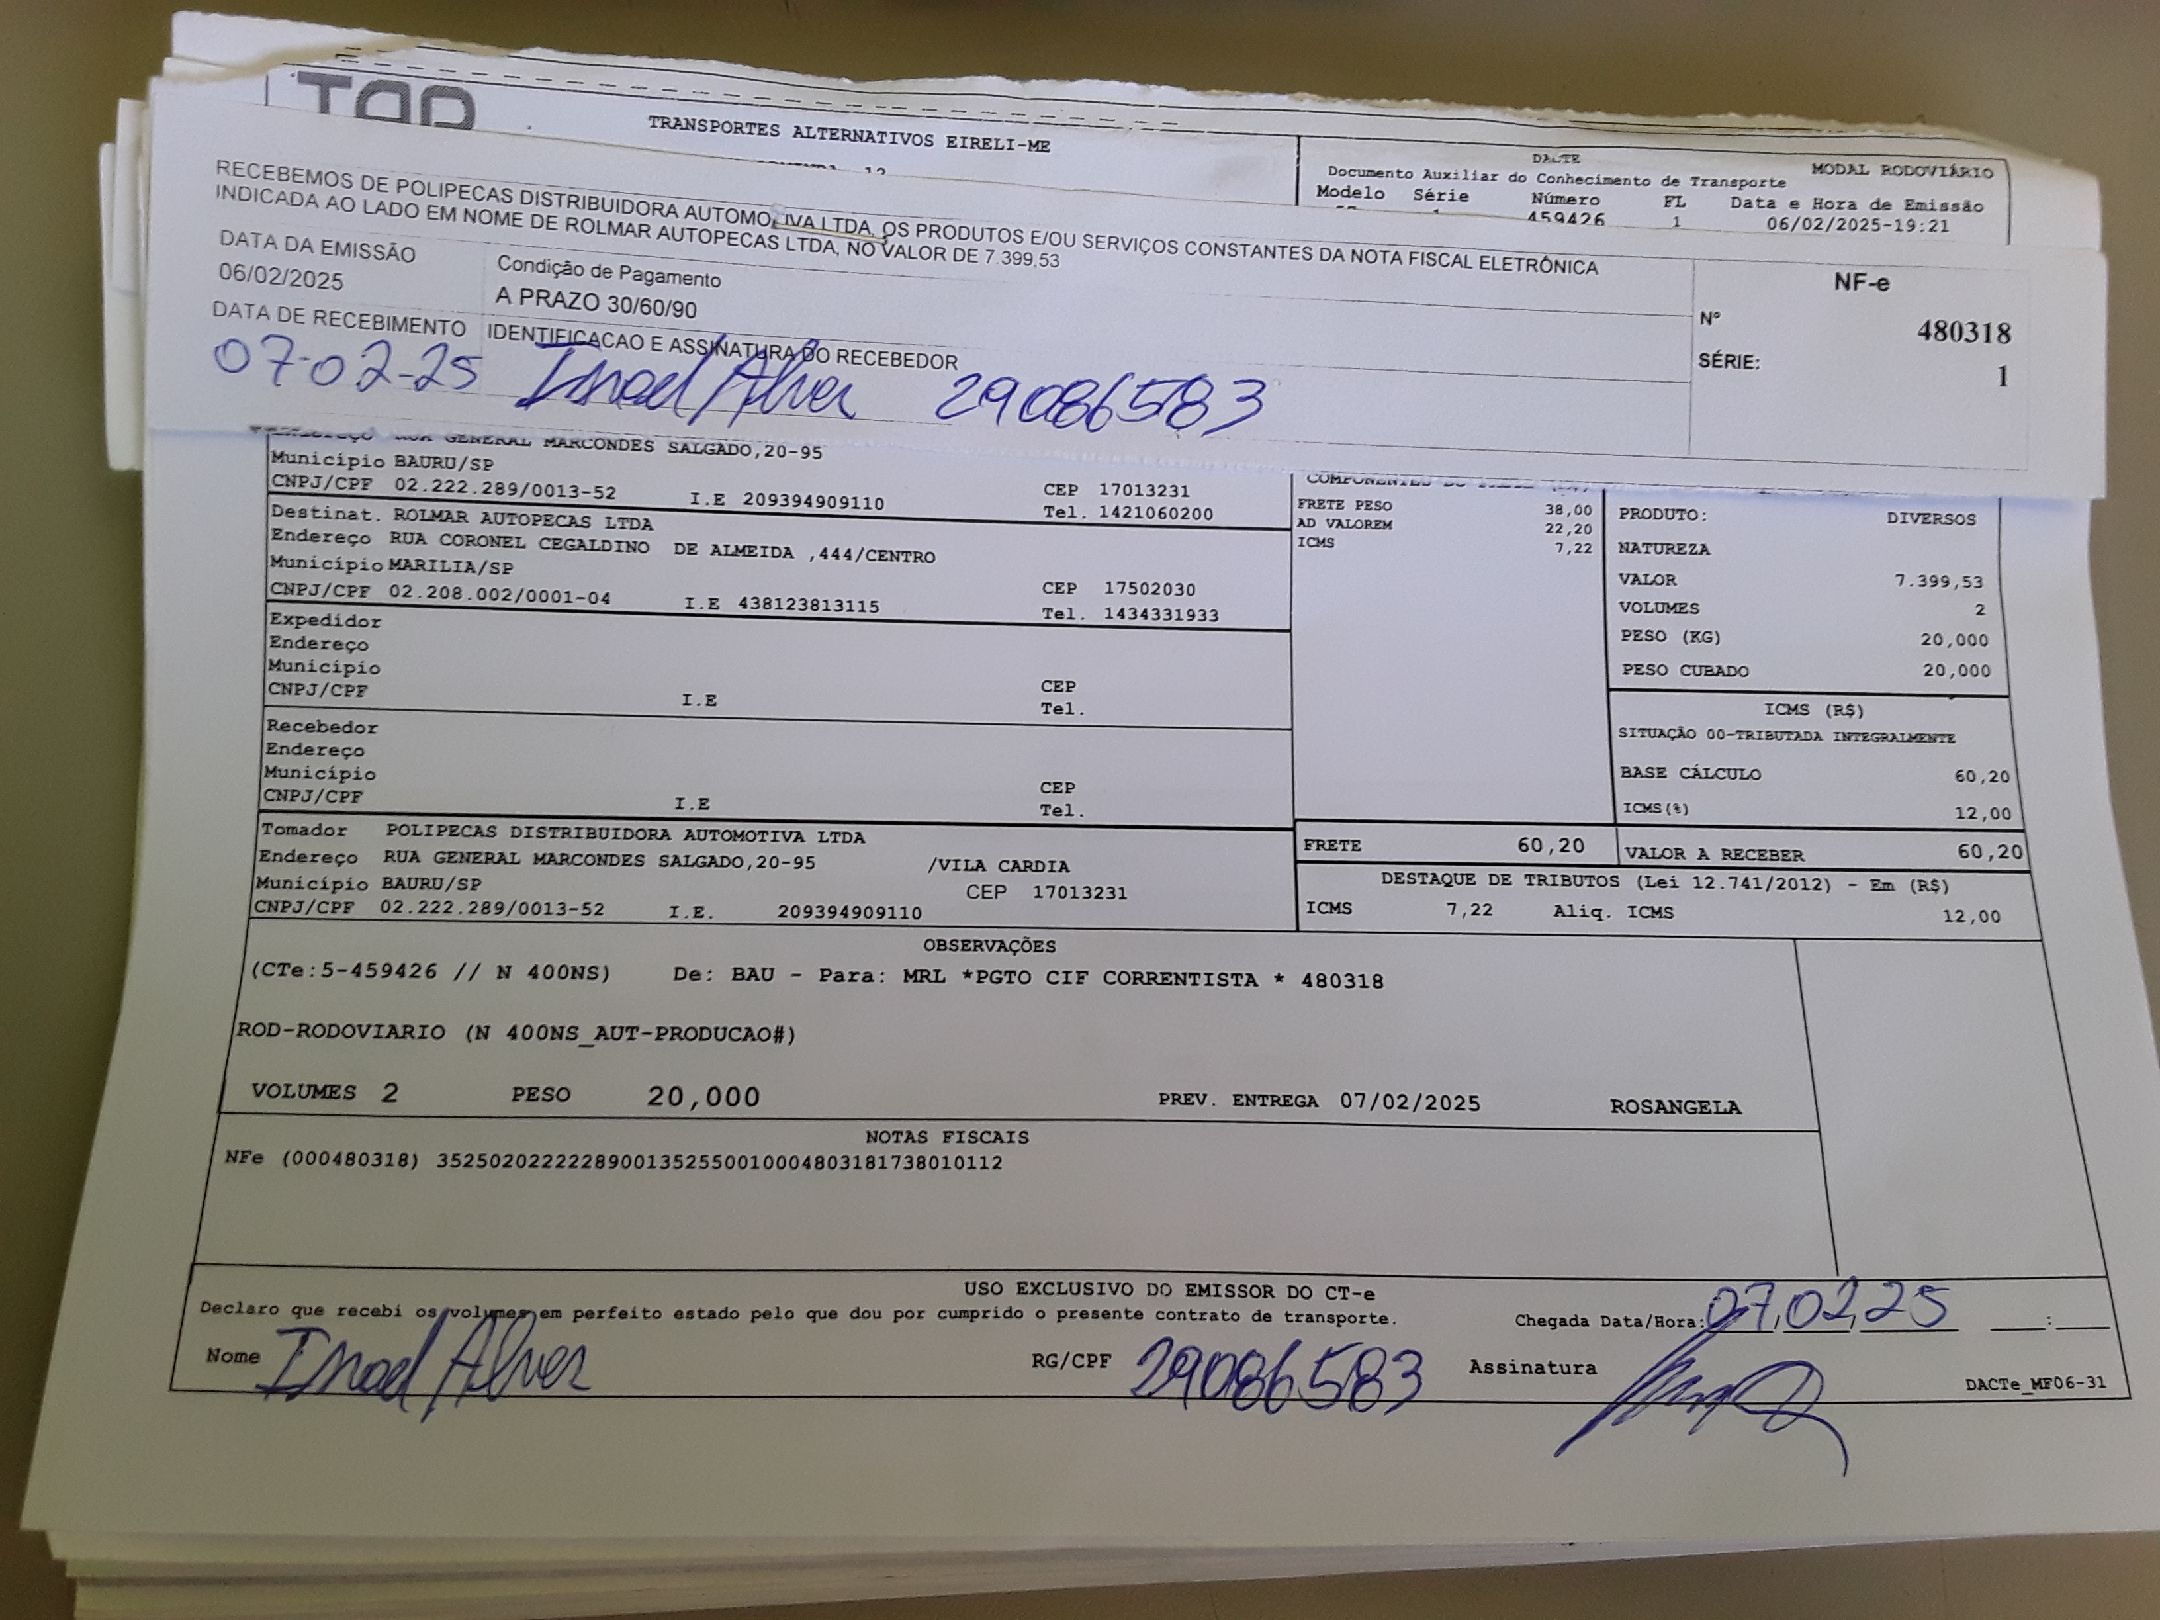 TRANSPORTES ALTERNATIVOS EIRELI-ME
DACTE
MODAL RODOVIÁRIO
Documento Auxiliar do Conhecimento de Transporte
Modelo Série Número FL Data e Hora de Emissão
459426 1 06/02/2025-19:21
RECEBEMOS DE POLIPECAS DISTRIBUIDORA AUTOMOTIVA LTDA, OS PRODUTOS E/OU SERVIÇOS CONSTANTES DA NOTA FISCAL ELETRÔNICA
INDICADA AO LADO EM NOME DE ROLMAR AUTOPECAS LTDA, NO VALOR DE 7.399,53
DATA DA EMISSÃO
06/02/2025
Condição de Pagamento
A PRAZO 30/60/90
DATA DE RECEBIMENTO
07-02-25
IDENTIFICACAO E ASSINATURA DO RECEBEDOR
29086583
NF-e
Nº 480318
SÉRIE: 1
Endereço RUA GENERAL MARCONDES SALGADO,20-95
Município BAURU/SP CEP 17013231
CNPJ/CPF 02.222.289/0013-52 I.E 209394909110 Tel. 1421060200
Destinat. ROLMAR AUTOPECAS LTDA
Endereço RUA CORONEL CEGALDINO DE ALMEIDA ,444/CENTRO
Município MARILIA/SP CEP 17502030
CNPJ/CPF 02.208.002/0001-04 I.E 438123813115 Tel. 1434331933
Expedidor
Endereço
Município CEP
CNPJ/CPF I.E Tel.
Recebedor
Endereço
Município CEP
CNPJ/CPF I.E Tel.
Tomador POLIPECAS DISTRIBUIDORA AUTOMOTIVA LTDA
Endereço RUA GENERAL MARCONDES SALGADO,20-95 /VILA CARDIA
Município BAURU/SP CEP 17013231
CNPJ/CPF 02.222.289/0013-52 I.E. 209394909110
FRETE PESO 38,00
AD VALOREM 22,20
ICMS 7,22
PRODUTO: DIVERSOS
NATUREZA
VALOR 7.399,53
VOLUMES 2
PESO (KG) 20,000
PESO CUBADO 20,000
ICMS (R$)
SITUAÇÃO 00-TRIBUTADA INTEGRALMENTE
BASE CÁLCULO 60,20
ICMS(%) 12,00
FRETE 60,20 VALOR A RECEBER 60,20
DESTAQUE DE TRIBUTOS (Lei 12.741/2012) - Em (R$)
ICMS 7,22 Aliq. ICMS 12,00
OBSERVAÇÕES
(CTe:5-459426 // N 400NS) De: BAU - Para: MRL *PGTO CIF CORRENTISTA * 480318
ROD-RODOVIARIO (N 400NS_AUT-PRODUCAO#)
VOLUMES 2 PESO 20,000 PREV. ENTREGA 07/02/2025 ROSANGELA
NOTAS FISCAIS
NFe (000480318) 35250202222289001352550010004803181738010112
USO EXCLUSIVO DO EMISSOR DO CT-e
Declaro que recebi os volumes em perfeito estado pelo que dou por cumprido o presente contrato de transporte. Chegada Data/Hora: 07,02,25 :
Nome RG/CPF 29086583 Assinatura
DACTe_MF06-31